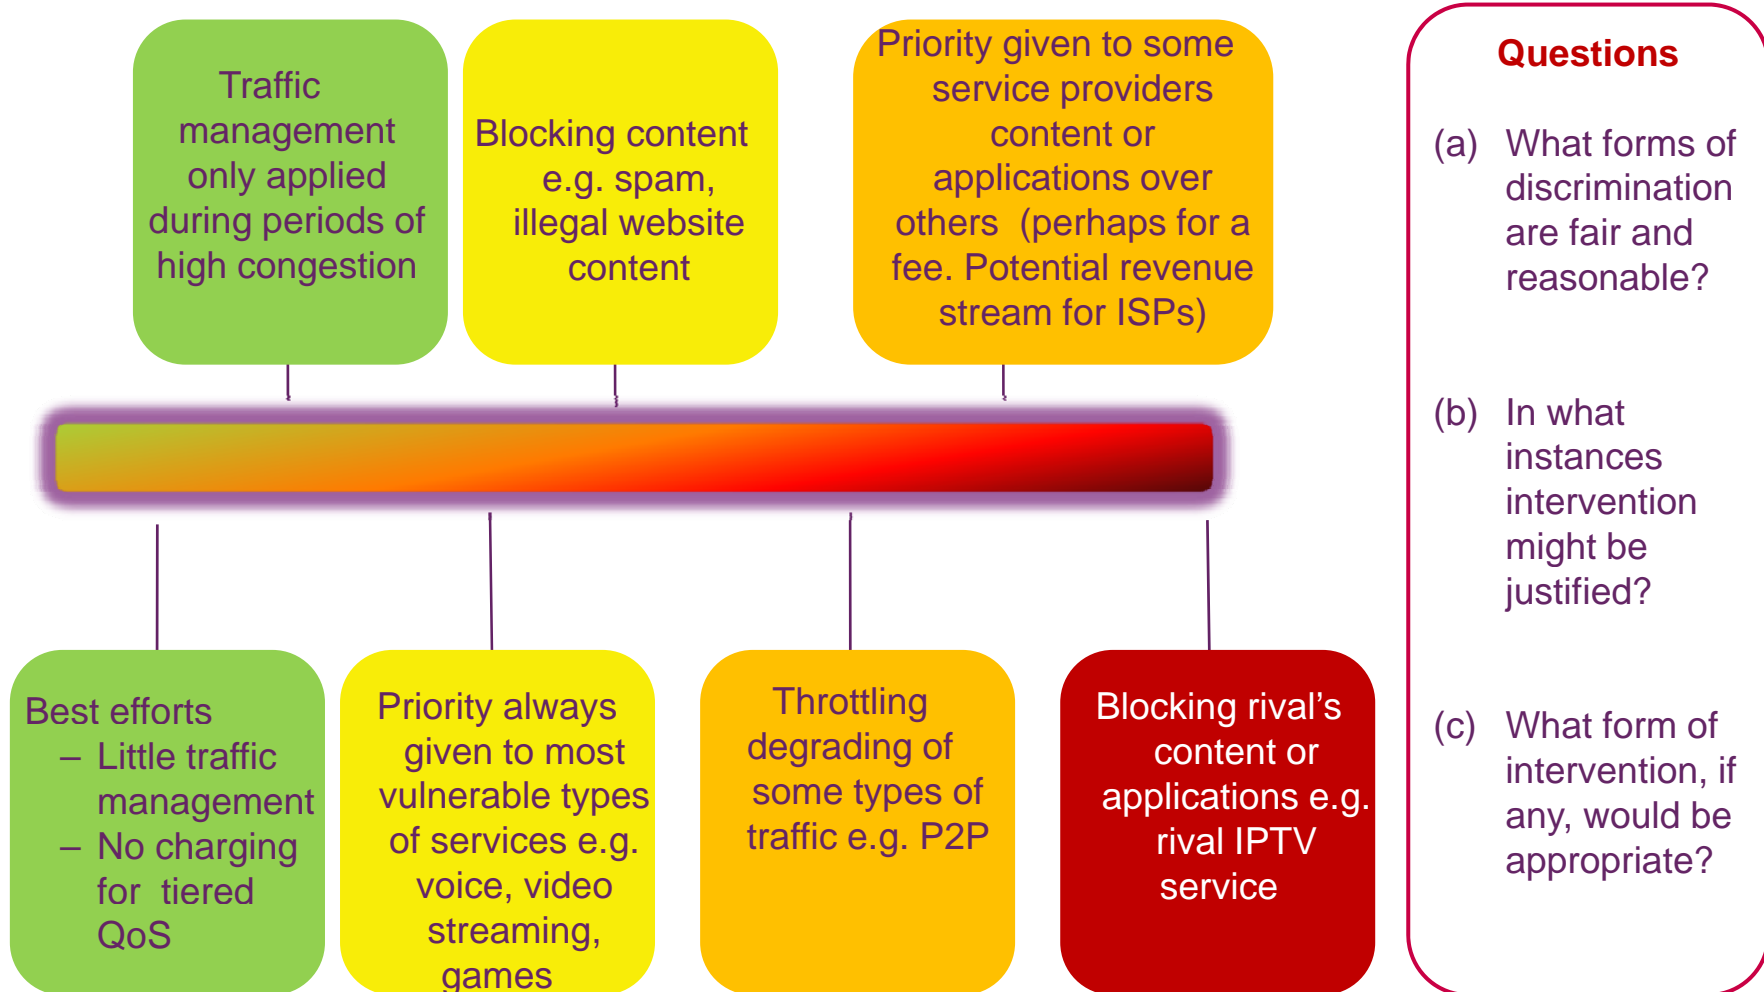 Traffic
management
only applied
during periods of
high congestion
Blocking content
e.g. spam,
illegal website
content
Priority given to some
service providers
content or
applications over
others (perhaps for a
fee. Potential revenue
stream for ISPs)
Best efforts
– Little traffic
management
– No charging
for tiered
QoS
Priority always
given to most
vulnerable types
of services e.g.
voice, video
streaming,
games
Throttling
degrading of
some types of
traffic e.g. P2P
Blocking rival’s
content or
applications e.g.
rival IPTV
service
Questions
(a) What forms of
discrimination
are fair and
reasonable?
(b) In what
instances
intervention
might be
justified?
(c) What form of
intervention, if
any, would be
appropriate?